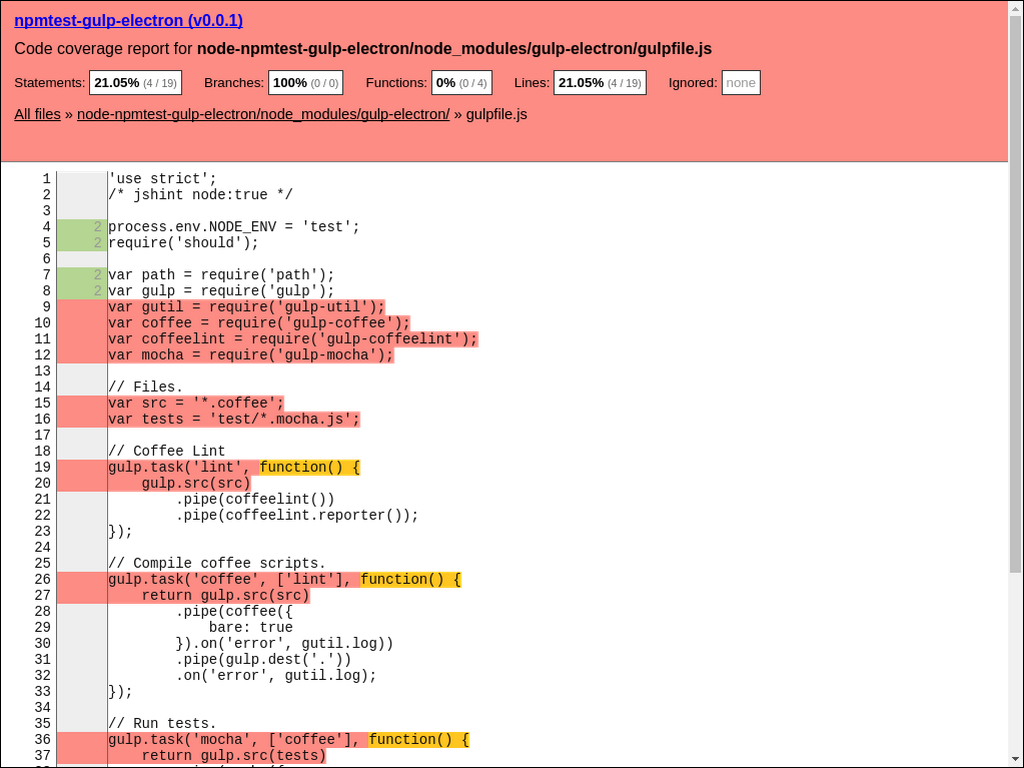 npmtest-gulp-electron (v0.0.1)
Code coverage report for node-npmtest-gulp-electron/node_modules/gulp-electron/gulpfile.js
Statements: 21.05% (4 / 19) Branches: 100% (0 / 0) Functions: 0% (0 / 4) Lines: 21.05% (4 / 19) Ignored: none
All files » node-npmtest-gulp-electron/node_modules/gulp-electron/ » gulpfile.js
1 'use strict';
2 /* jshint node:true */
3
4 2 process.env.NODE_ENV = 'test';
5 2 require('should');
6
7 2 var path = require('path');
8 2 var gulp = require('gulp');
9 var gutil = require('gulp-util');
10 var coffee = require('gulp-coffee');
11 var coffeelint = require('gulp-coffeelint');
12 var mocha = require('gulp-mocha');
13
14 // Files.
15 var src = '*.coffee';
16 var tests = 'test/*.mocha.js';
17
18 // Coffee Lint
19 gulp.task('lint', function() {
20     gulp.src(src)
21         .pipe(coffeelint())
22         .pipe(coffeelint.reporter());
23 });
24
25 // Compile coffee scripts.
26 gulp.task('coffee', ['lint'], function() {
27     return gulp.src(src)
28         .pipe(coffee({
29             bare: true
30         }).on('error', gutil.log))
31         .pipe(gulp.dest('.'))
32         .on('error', gutil.log);
33 });
34
35 // Run tests.
36 gulp.task('mocha', ['coffee'], function() {
37     return gulp.src(tests)